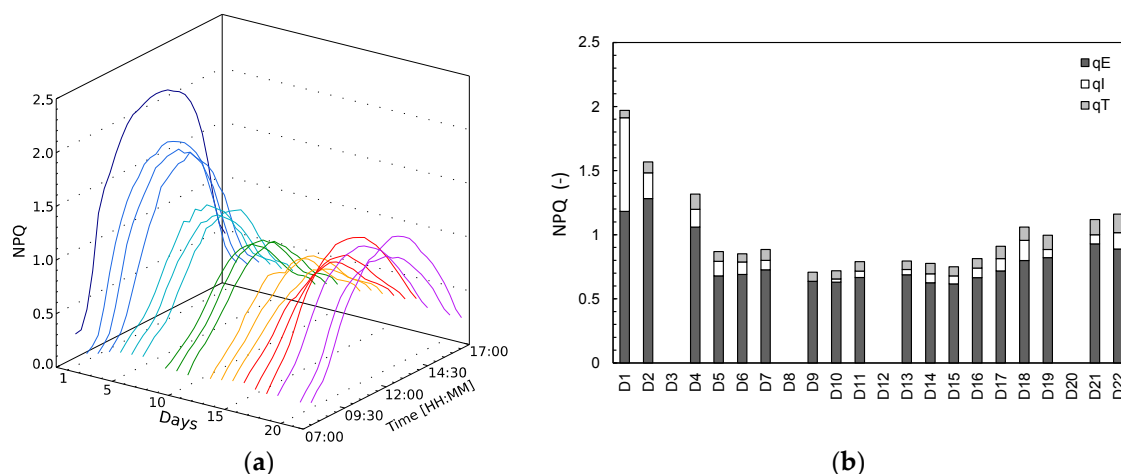 2.5
2.0
1.5
1.0
0.5
0.0
NPQ
1
5
10
15
20
Days
07:00
09:30
12:00
14:30
17:00
Time [HH:MM]
(a)
2.5
2
1.5
1
0.5
0
NPQ (-)
qE
qI
qT
D1
D2
D3
D4
D5
D6
D7
D8
D9
D10
D11
D12
D13
D14
D15
D16
D17
D18
D19
D20
D21
D22
(b)